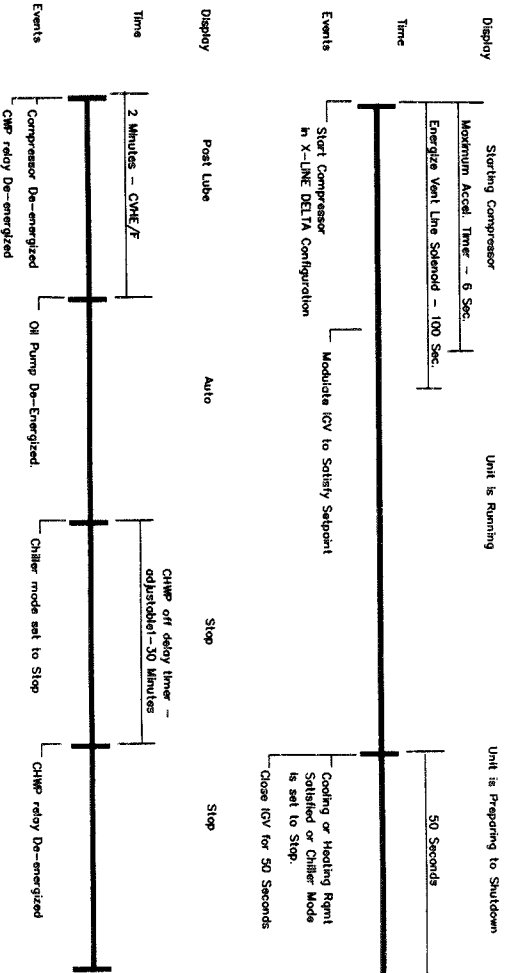 Display
Starting Compressor
Unit is Running
Unit is Preparing to Shutdown
Time
Maximum Accel. Timer – 6 Sec.
Energize Vent Line Solenoid – 100 Sec.
50 Seconds
Events
Start Compressor
in X–LINE DELTA Configuration
Modulate IGV to Satisfy Setpoint
Cooling or Heating Rqmt
Satisfied or Chiller Mode
is set to Stop.
Close IGV for 50 Seconds
Display
Post Lube
Auto
Stop
Stop
Time
2 Minutes – CVHE/F
CHWP off delay timer –
adjustable1–30 Minutes
Events
Compressor De–energized
CWP relay De–energized
Oil Pump De–Energized.
Chiller mode set to Stop
CHWP relay De–energized